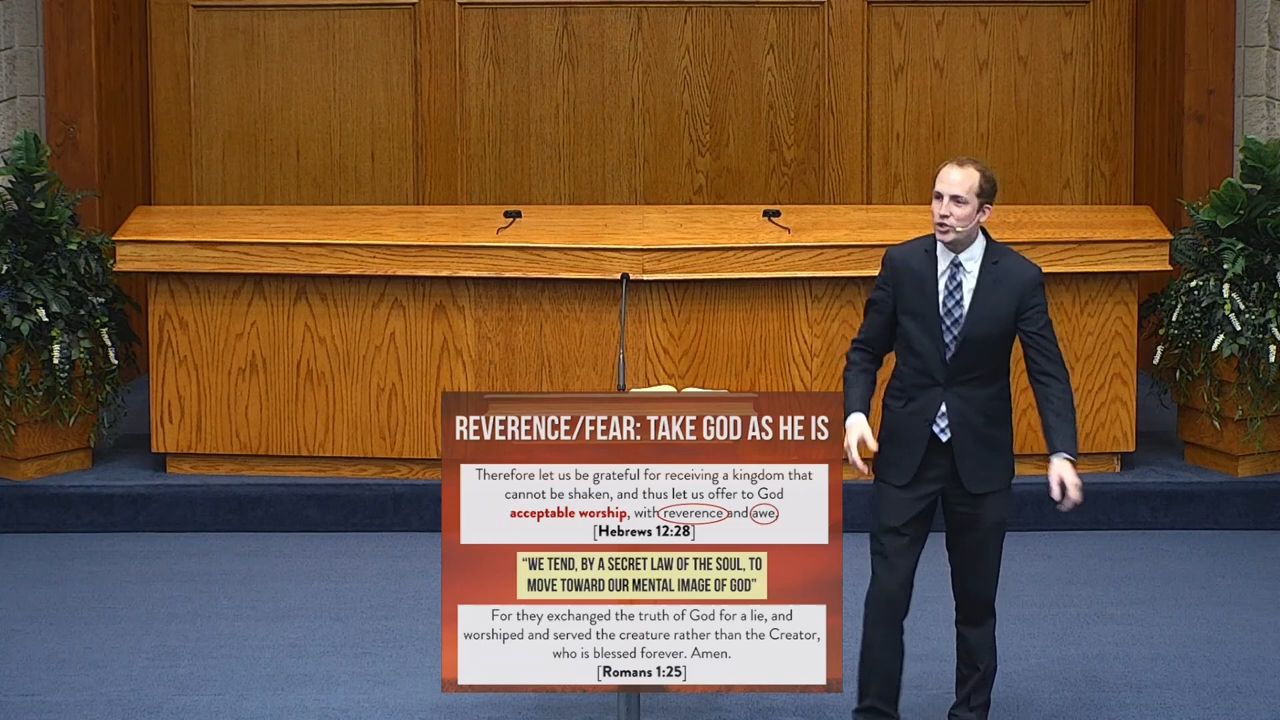 REVERENCE/FEAR: TAKE GOD AS HE IS
Therefore let us be grateful for receiving a kingdom that
cannot be shaken, and thus let us offer to God
acceptable worship, with reverence and awe,
[Hebrews 12:28]
“WE TEND, BY A SECRET LAW OF THE SOUL, TO
MOVE TOWARD OUR MENTAL IMAGE OF GOD”
For they exchanged the truth of God for a lie, and
worshiped and served the creature rather than the Creator,
who is blessed forever. Amen.
[Romans 1:25]